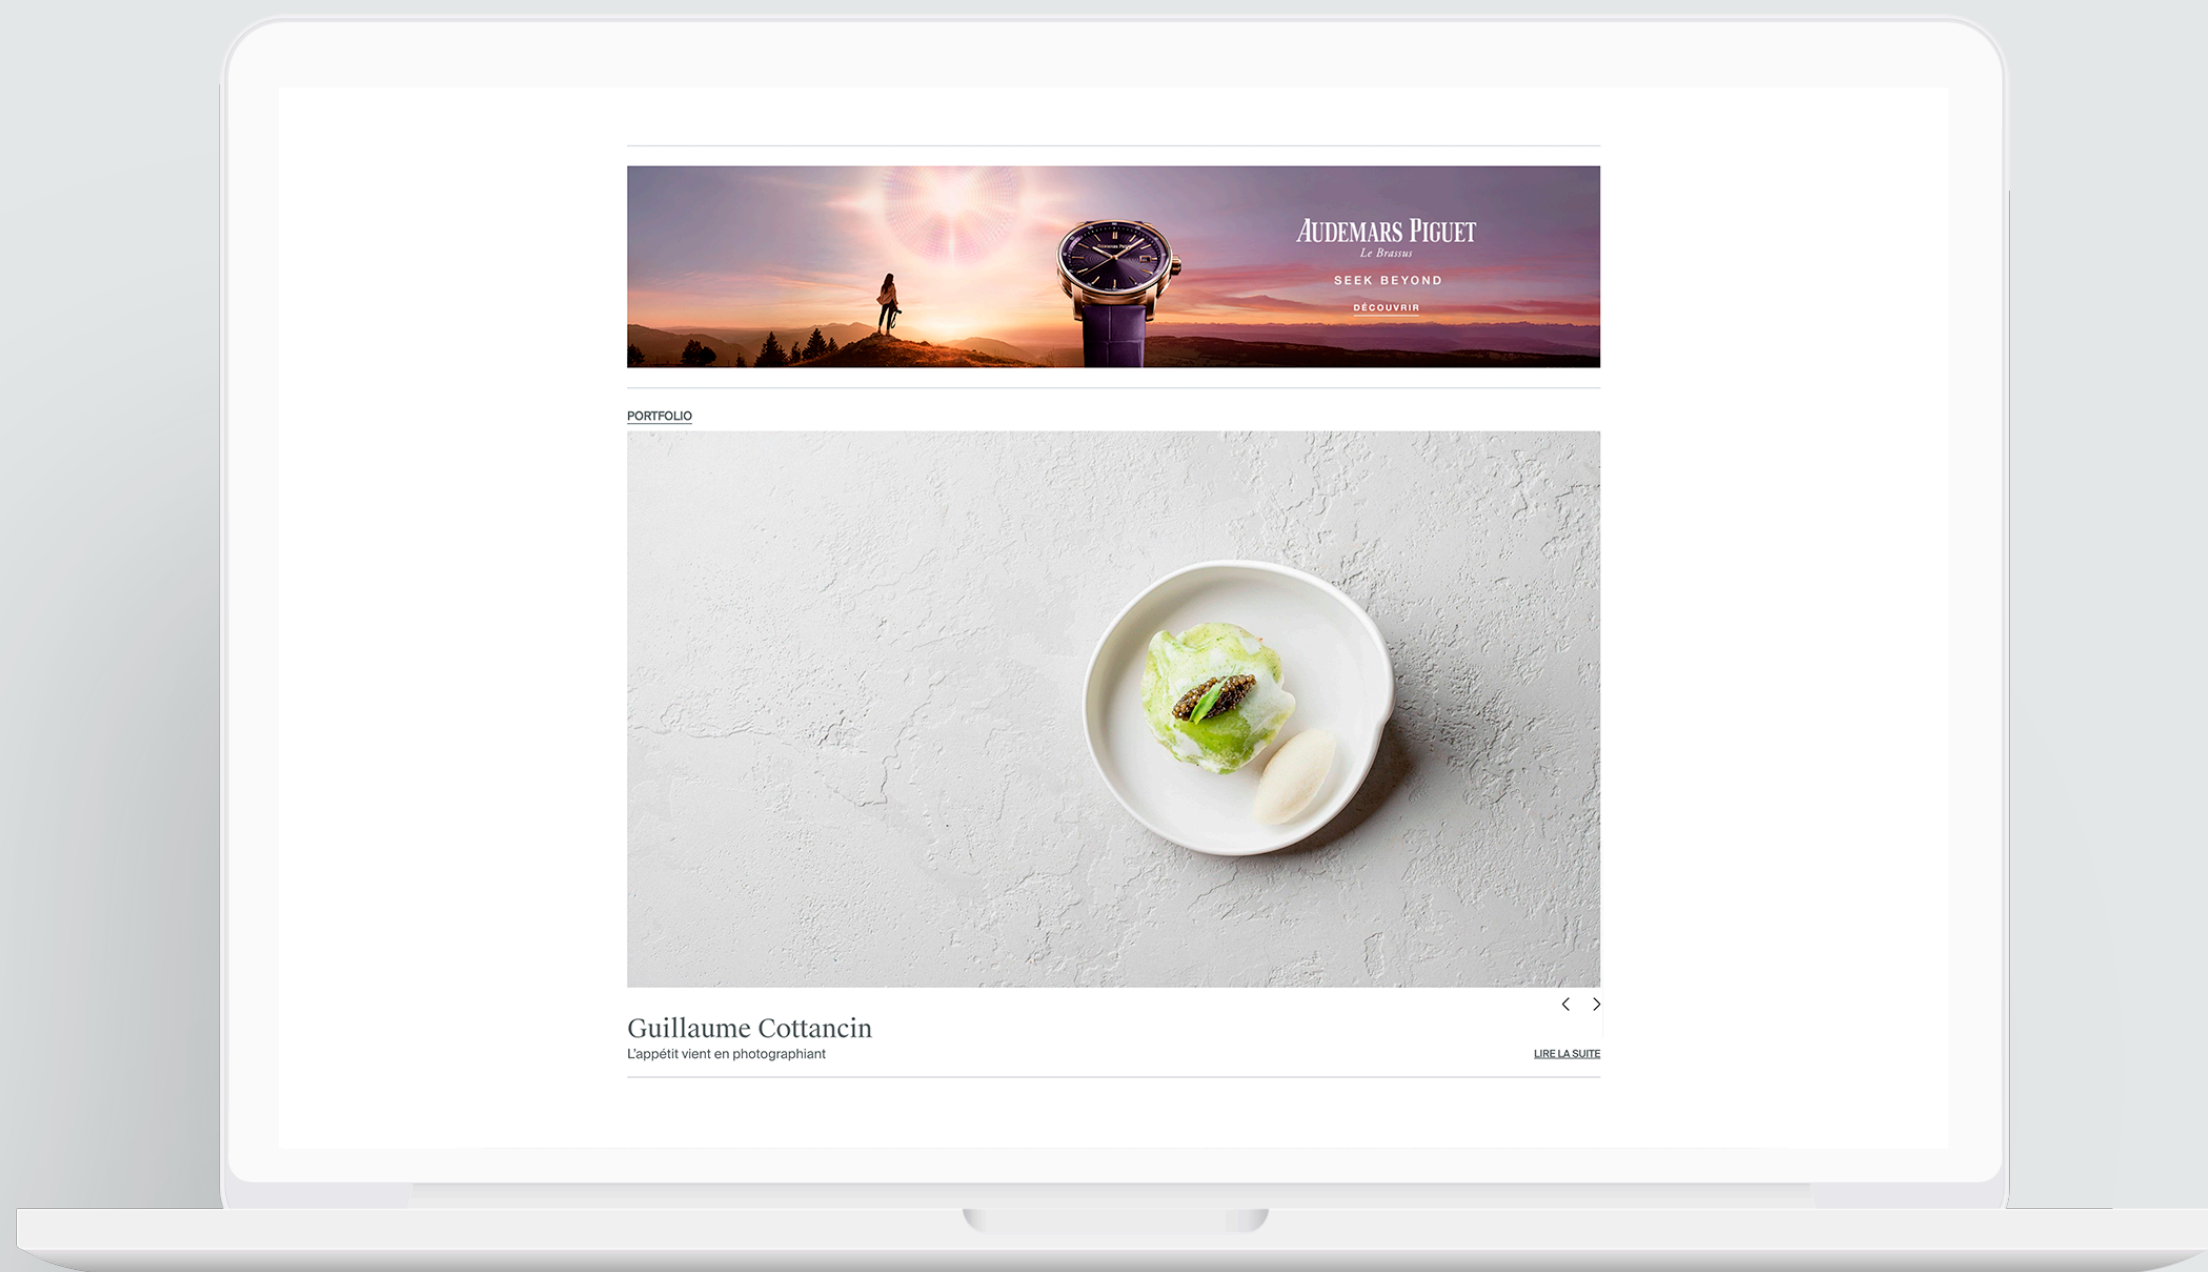 AUDEMARS PIGUET
Le Brassus
SEEK BEYOND
DÉCOUVRIR
PORTFOLIO
Guillaume Cottancin
L'appétit vient en photographiant
LIRE LA SUITE